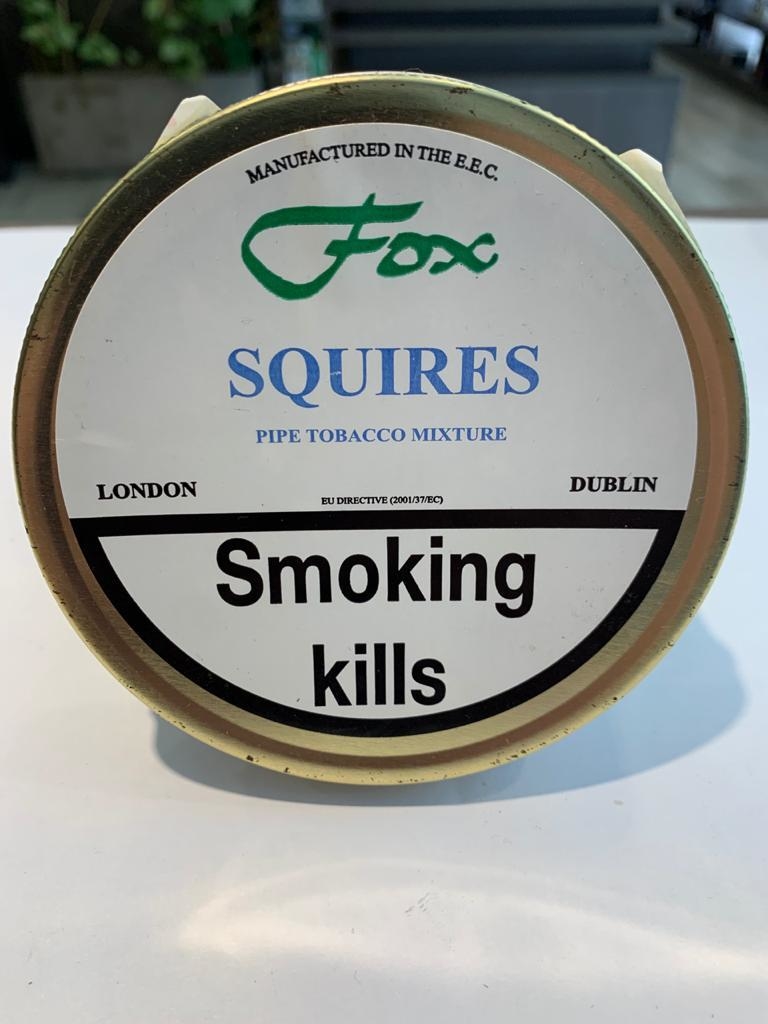 MANUFACTURED IN THE E.E.C.
Fox
SQUIRES
PIPE TOBACCO MIXTURE
LONDON
DUBLIN
EU DIRECTIVE (2001/37/EC)
Smoking
kills